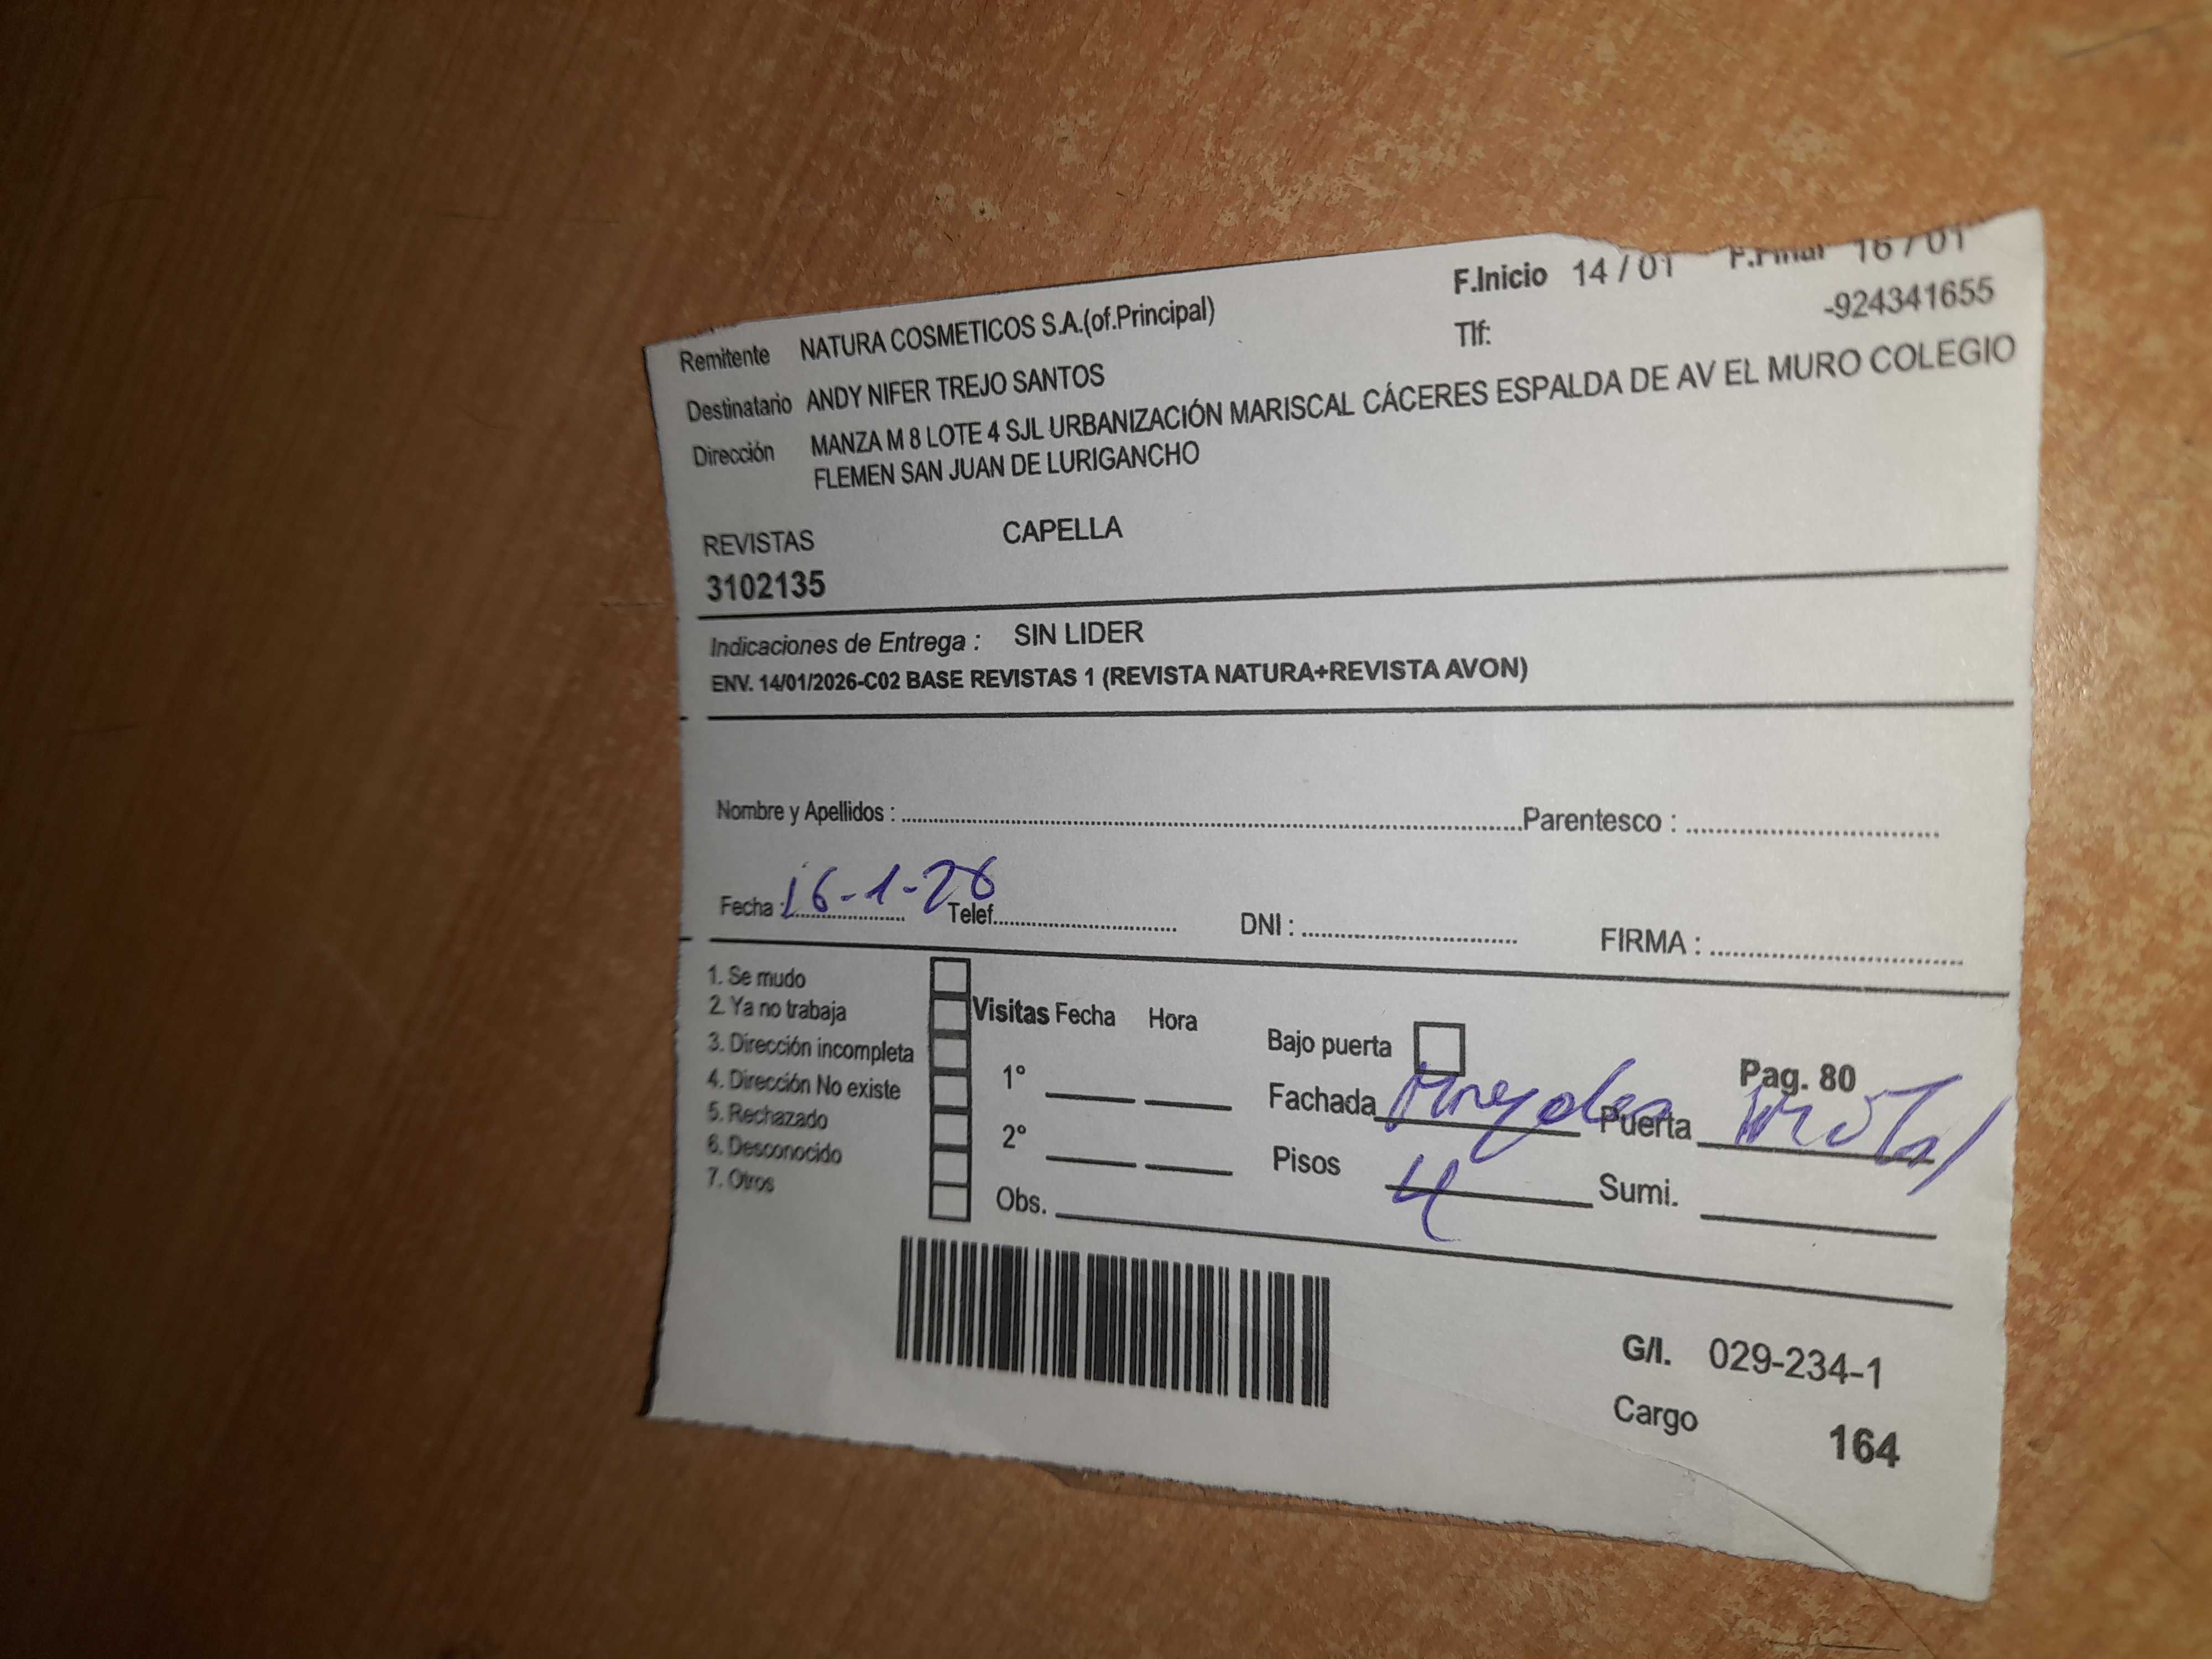 F.Inicio 14 / 01 F.Final 16 / 01
Remitente NATURA COSMETICOS S.A.(of.Principal) Tlf: -924341655
Destinatario ANDY NIFER TREJO SANTOS
Dirección MANZA M 8 LOTE 4 SJL URBANIZACIÓN MARISCAL CÁCERES ESPALDA DE AV EL MURO COLEGIO
FLEMEN SAN JUAN DE LURIGANCHO
REVISTAS CAPELLA
3102135
Indicaciones de Entrega : SIN LIDER
ENV. 14/01/2026-C02 BASE REVISTAS 1 (REVISTA NATURA+REVISTA AVON)
Nombre y Apellidos : Parentesco :
Fecha : 16-1-26 Telef. DNI : FIRMA :
1. Se mudo
2. Ya no trabaja
3. Dirección incompleta
4. Dirección No existe
5. Rechazado
6. Desconocido
7. Otros
Visitas Fecha Hora
1°
2°
Obs.
Bajo puerta Pag. 80
Fachada Puerta
Pisos 4 Sumi.
G/I. 029-234-1
Cargo 164